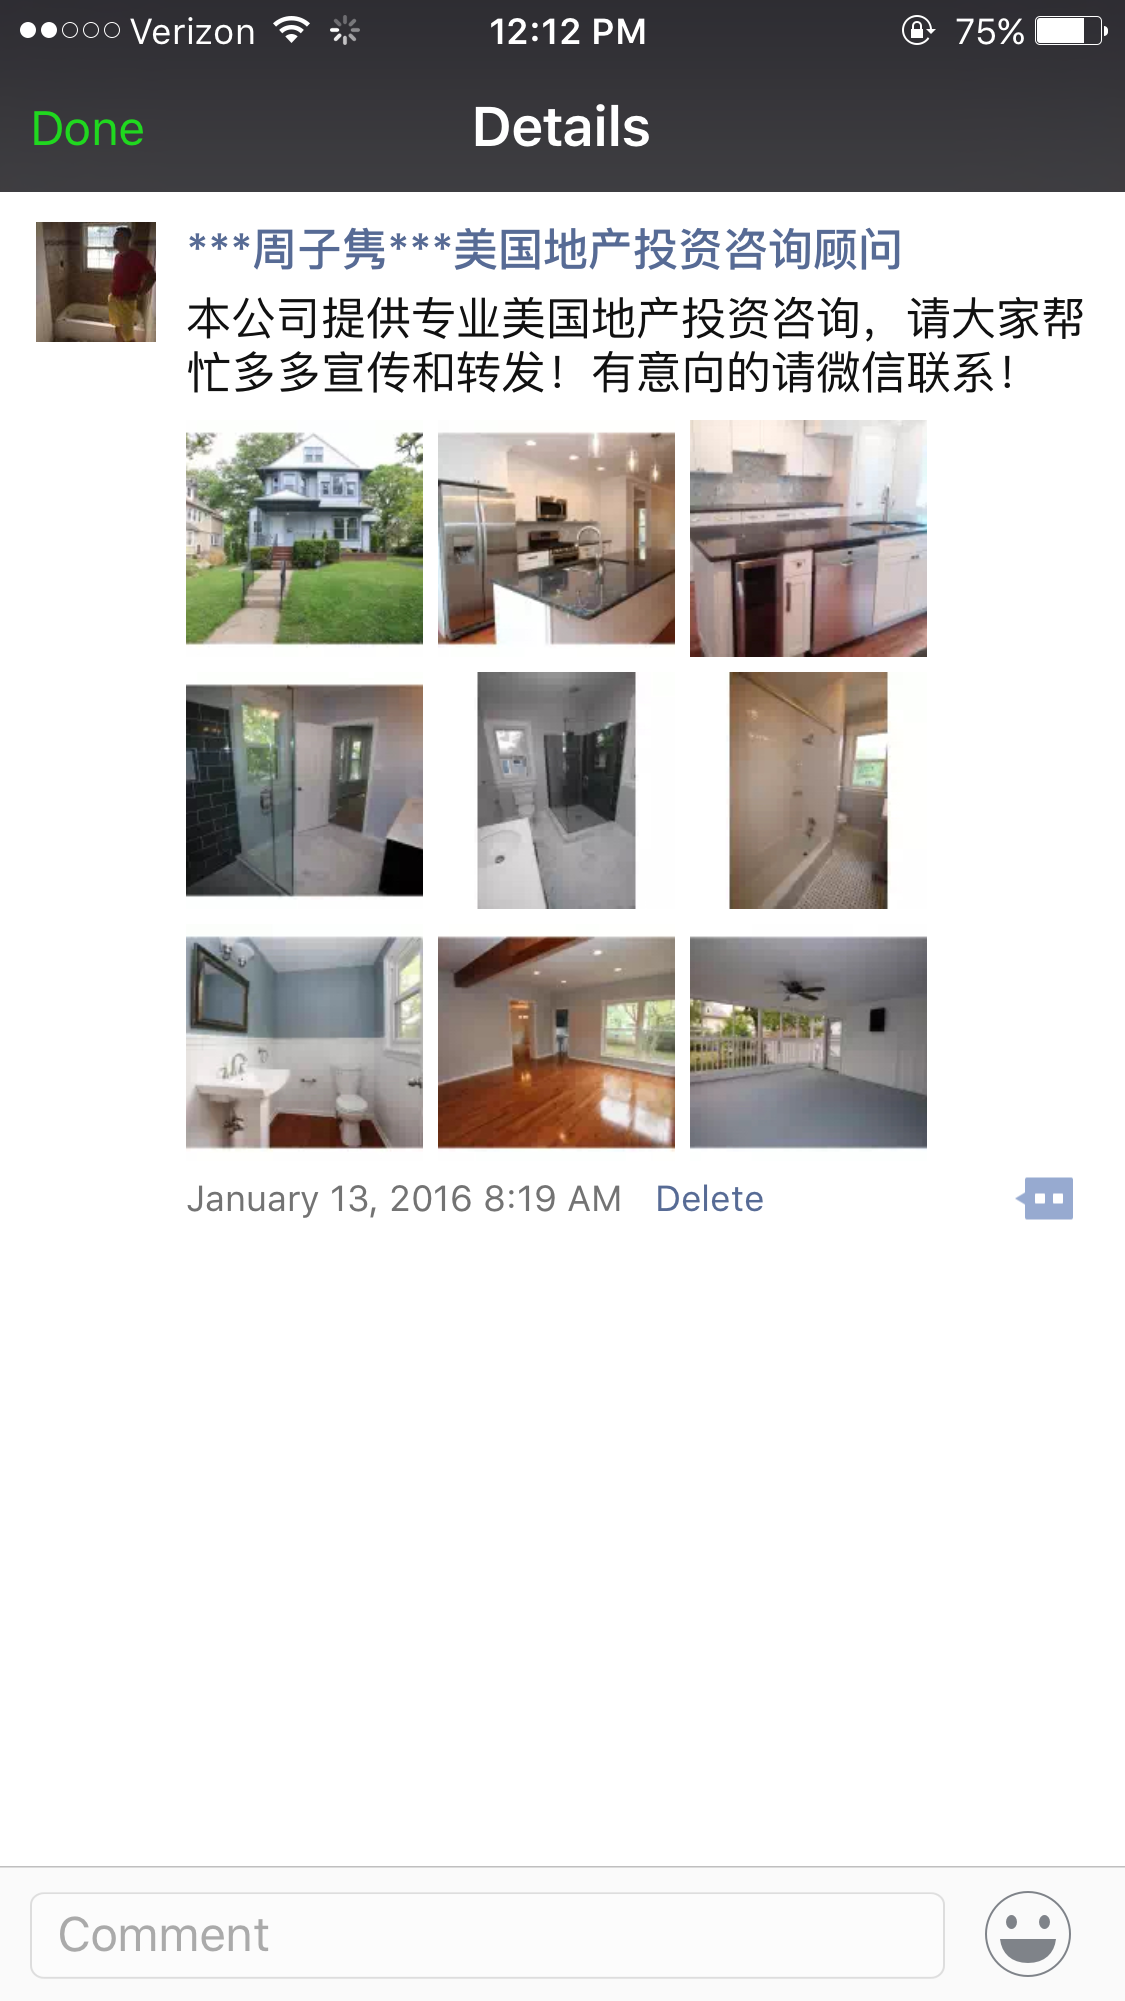 Verizon 12:12 PM 75%
Done Details
***周子隽***美国地产投资咨询顾问
本公司提供专业美国地产投资咨询，请大家帮
忙多多宣传和转发！有意向的请微信联系！
January 13, 2016 8:19 AM Delete
Comment